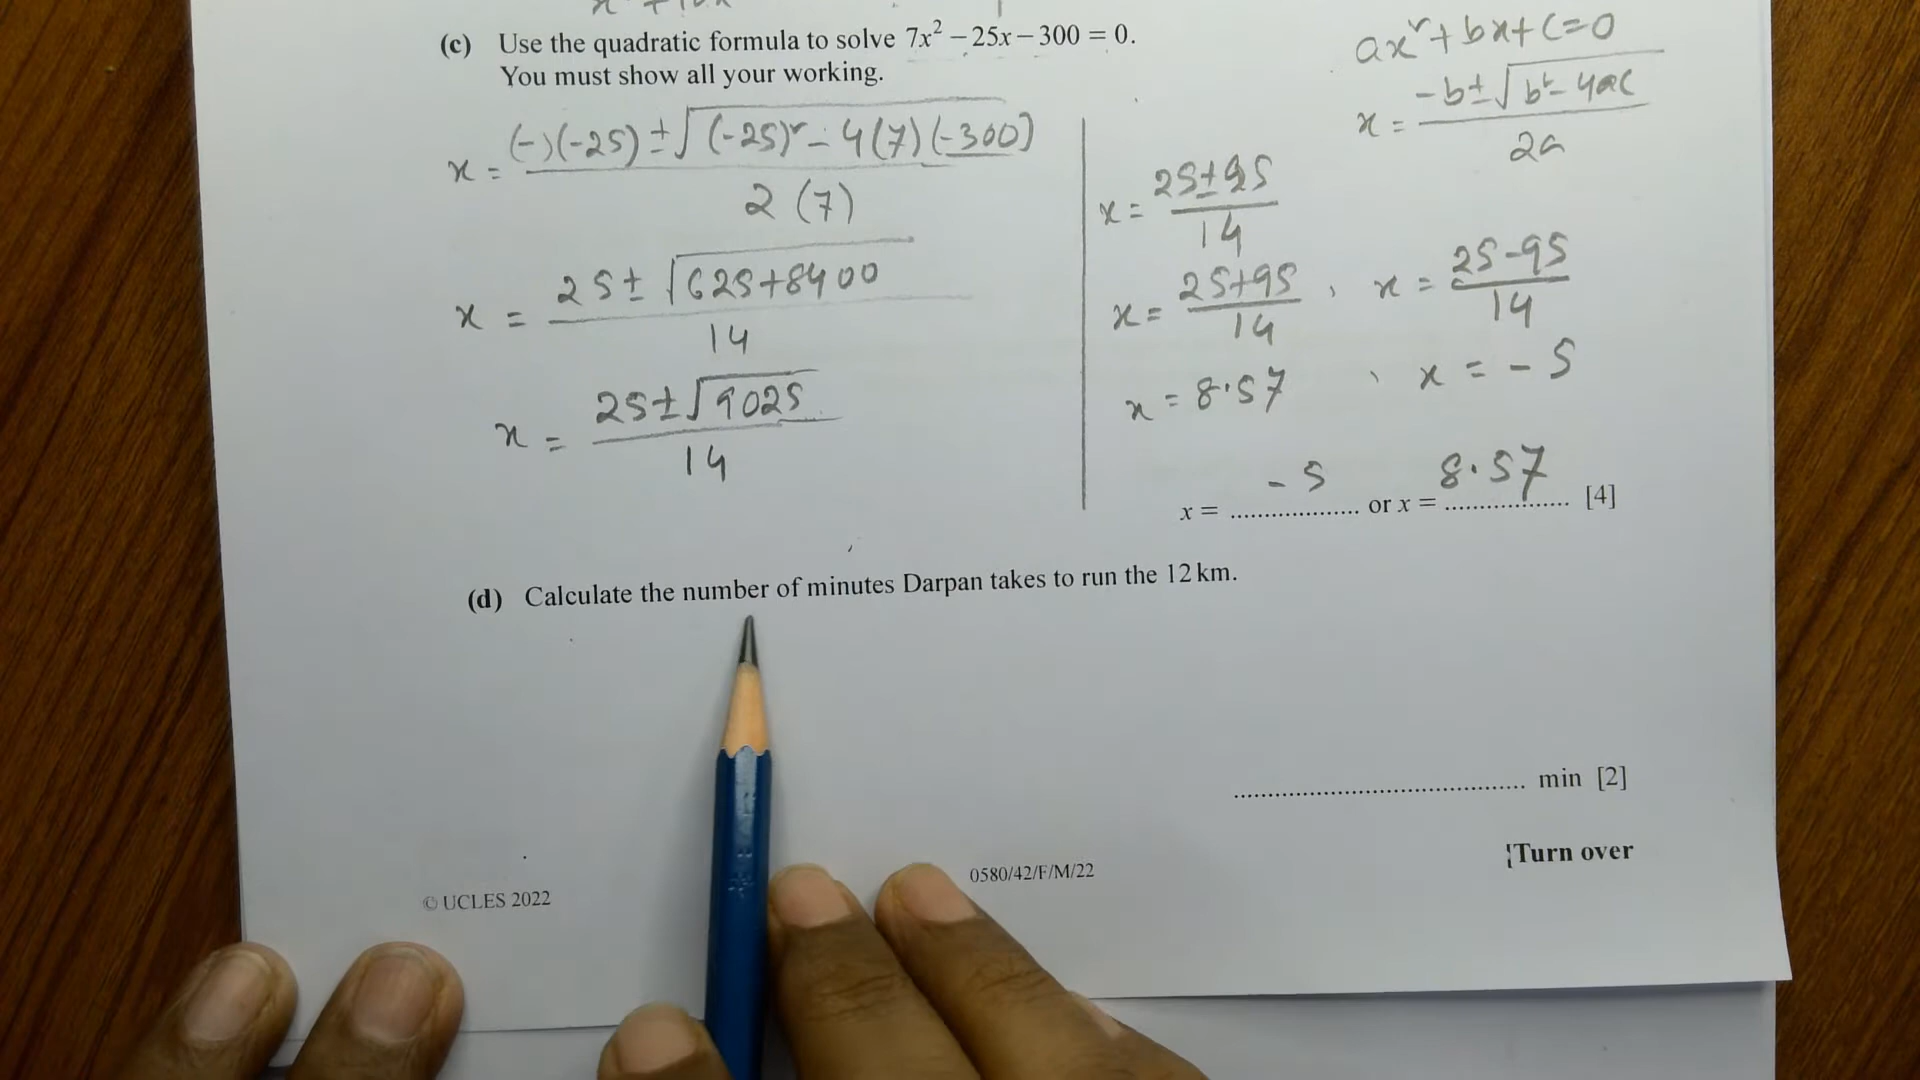 (c) Use the quadratic formula to solve 7x² – 25x – 300 = 0.
You must show all your working.
x = (-)(-25) ± √(-25)² - 4(7)(-300) / 2(7)
x = 25 ± √625+8400 / 14
x = 25 ± √9025 / 14
ax² + bx + c = 0
x = -b ± √b² - 4ac / 2a
x = 25 ± 95 / 14
x = 25+95 / 14 , x = 25-95 / 14
x = 8.57 , x = - 5
x = - 5 or x = 8.57 [4]
(d) Calculate the number of minutes Darpan takes to run the 12 km.
min [2]
© UCLES 2022
0580/42/F/M/22
Turn over